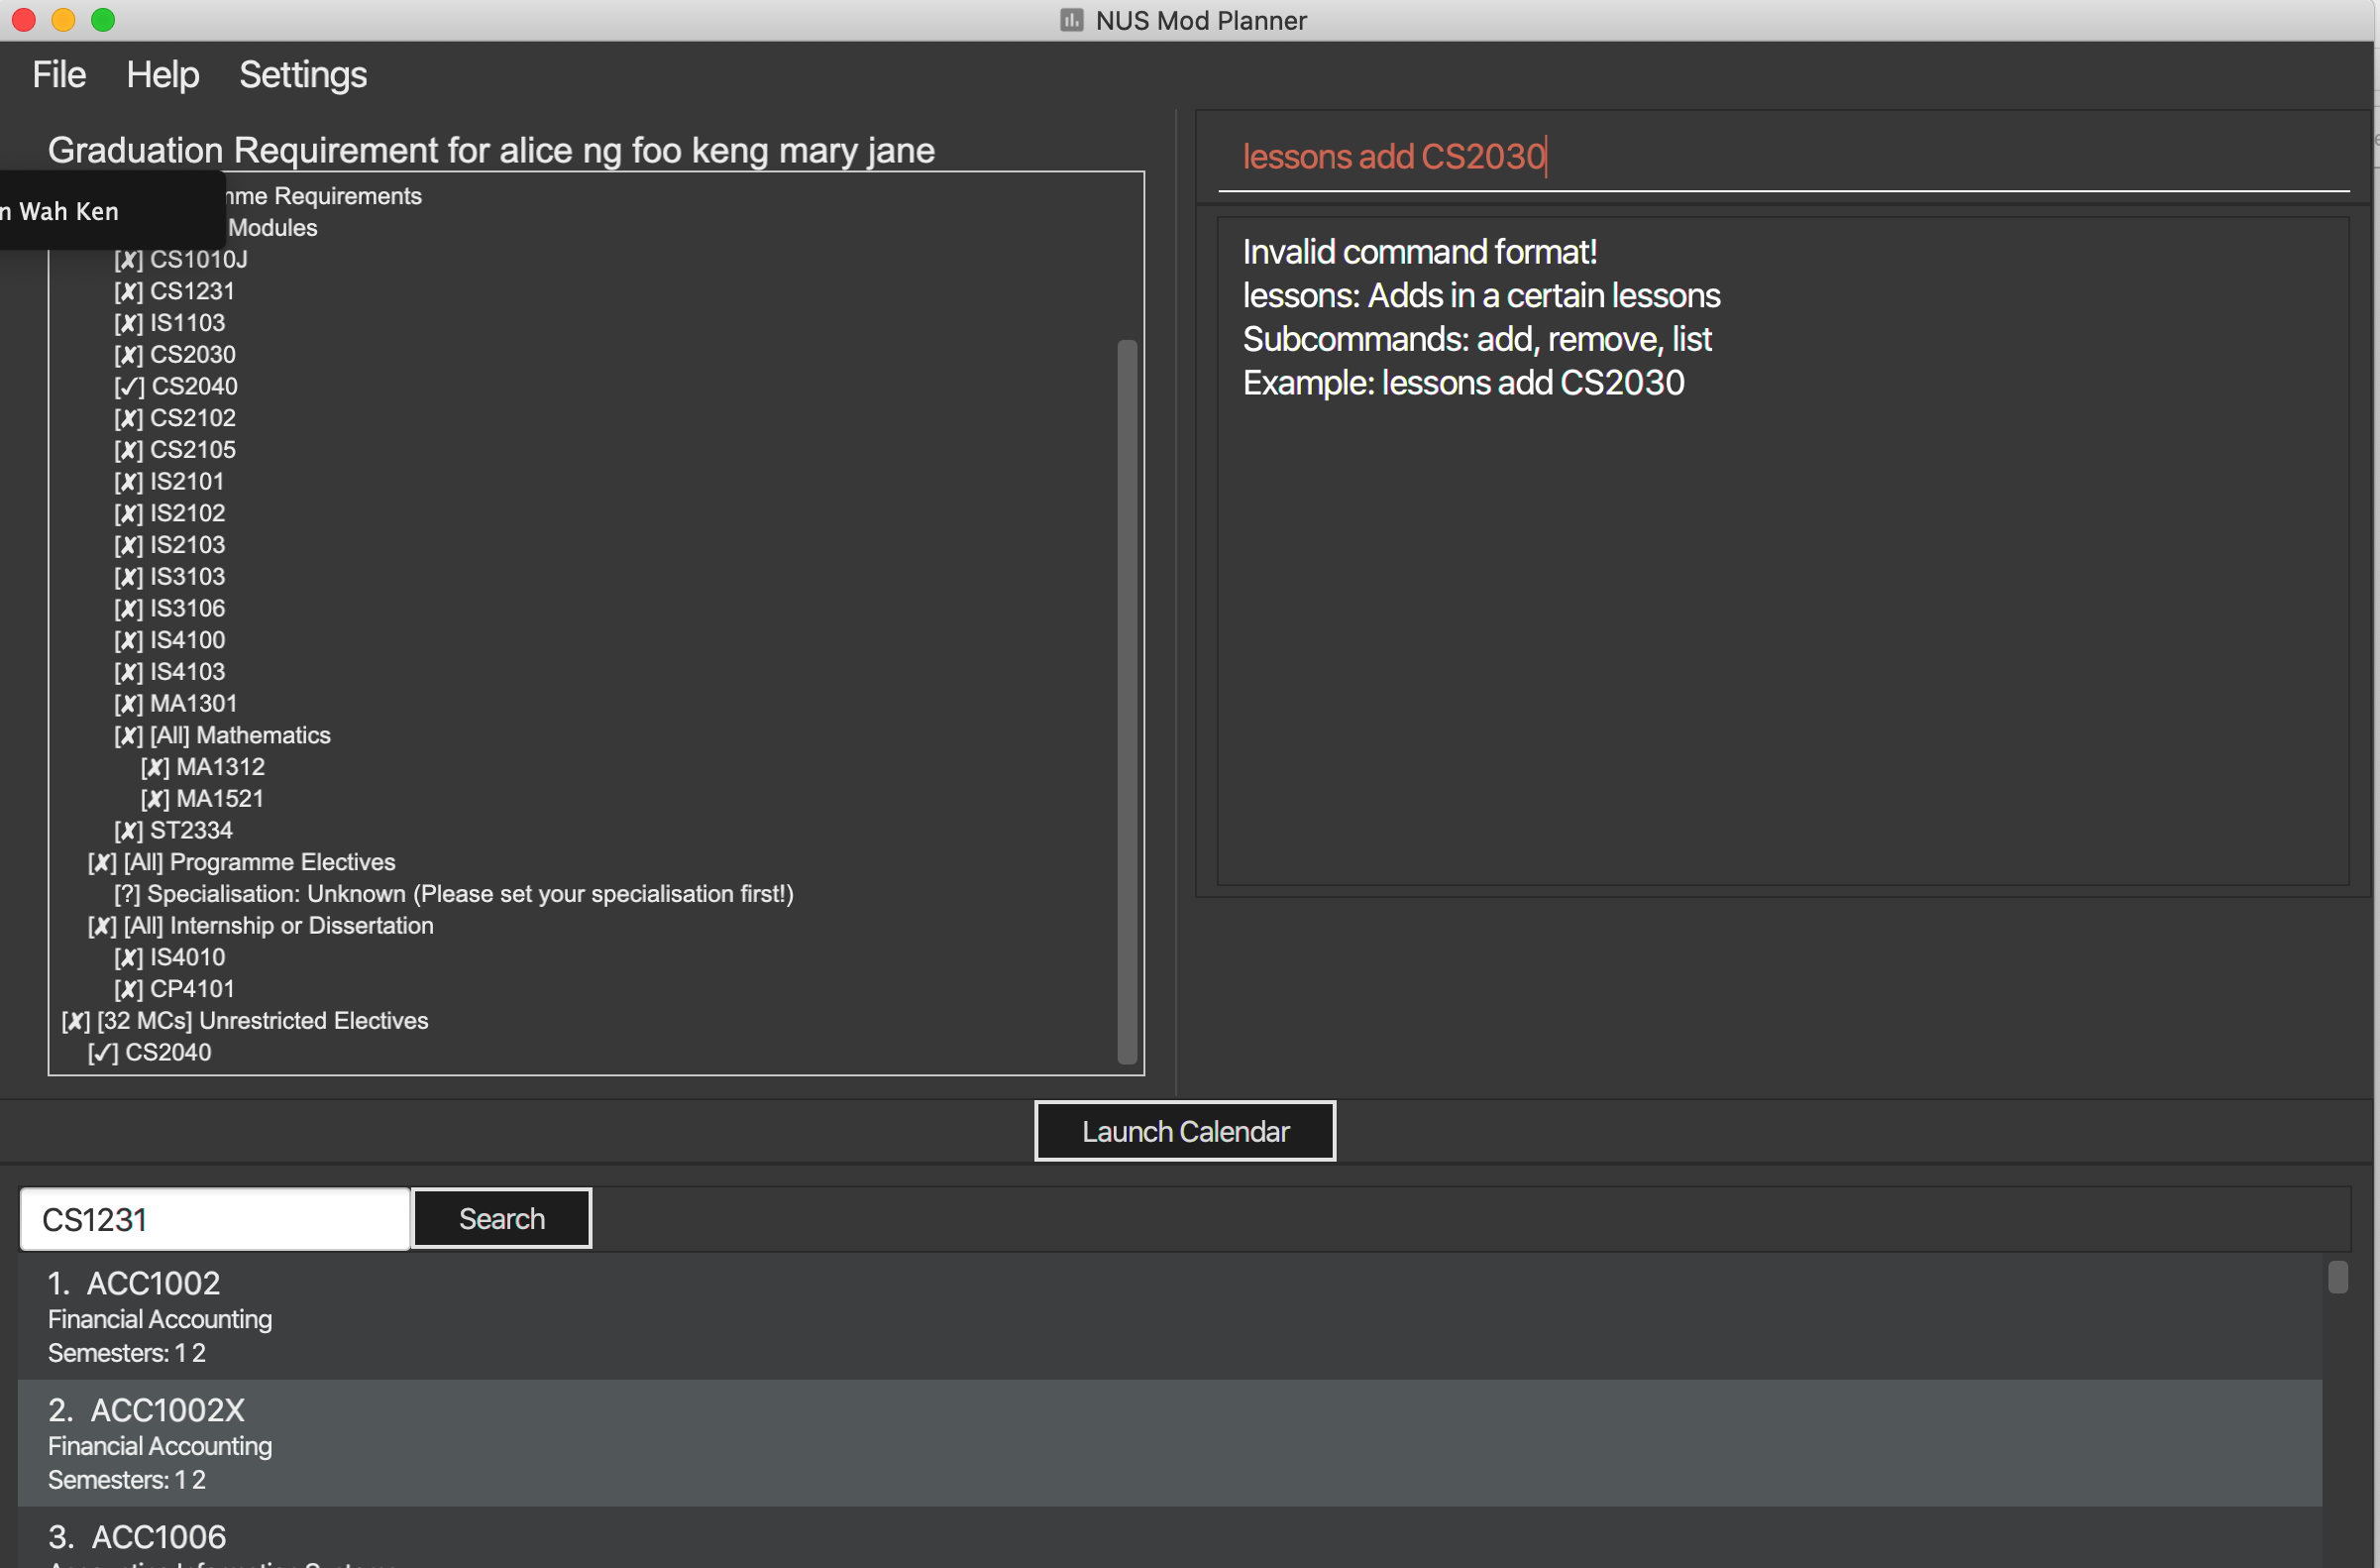 NUS Mod Planner
File Help Settings
Graduation Requirement for alice ng foo keng mary jane
Wah Ken
Requirements
Modules
[✗] CS1010J
[✗] CS1231
[✗] IS1103
[✗] CS2030
[✓] CS2040
[✗] CS2102
[✗] CS2105
[✗] IS2101
[✗] IS2102
[✗] IS2103
[✗] IS3103
[✗] IS3106
[✗] IS4100
[✗] IS4103
[✗] MA1301
[✗] [All] Mathematics
[✗] MA1312
[✗] MA1521
[✗] ST2334
[✗] [All] Programme Electives
[?] Specialisation: Unknown (Please set your specialisation first!)
[✗] [All] Internship or Dissertation
[✗] IS4010
[✗] CP4101
[✗] [32 MCs] Unrestricted Electives
[✓] CS2040
lessons add CS2030
Invalid command format!
lessons: Adds in a certain lessons
Subcommands: add, remove, list
Example: lessons add CS2030
Launch Calendar
CS1231
Search
1. ACC1002
Financial Accounting
Semesters: 1 2
2. ACC1002X
Financial Accounting
Semesters: 1 2
3. ACC1006